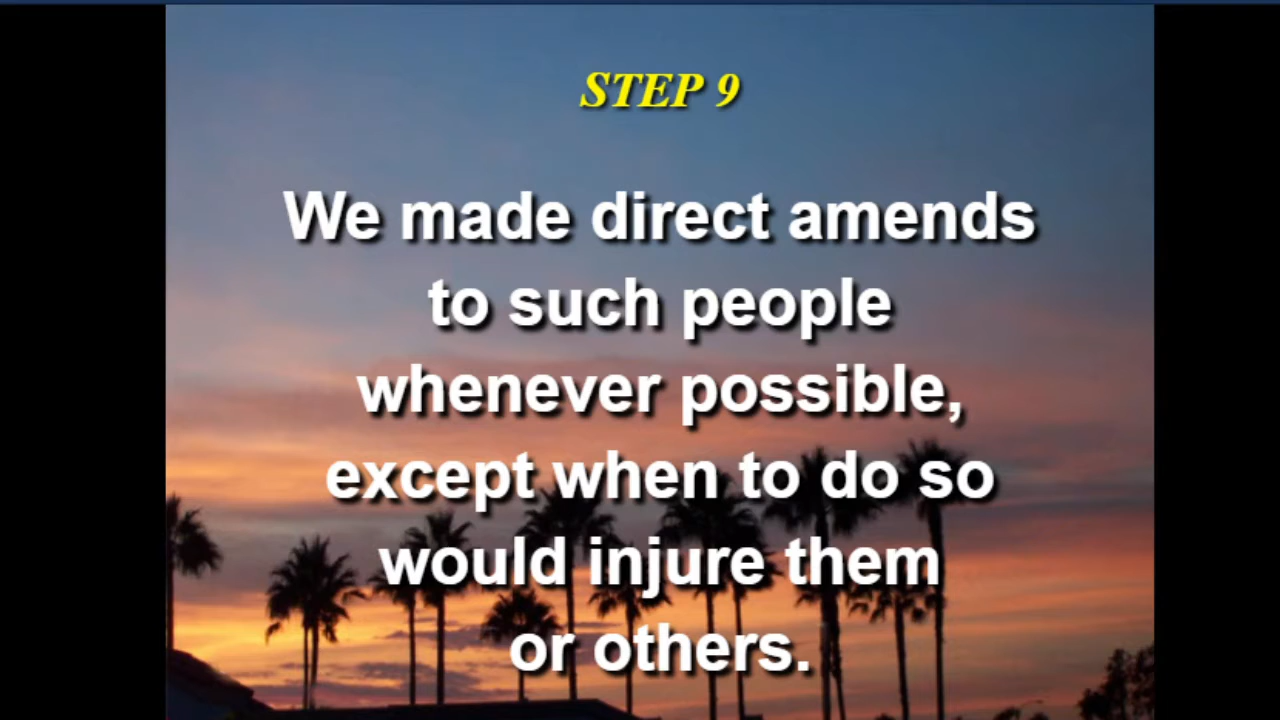 STEP 9
We made direct amends
to such people
whenever possible,
except when to do so
would injure them
or others.